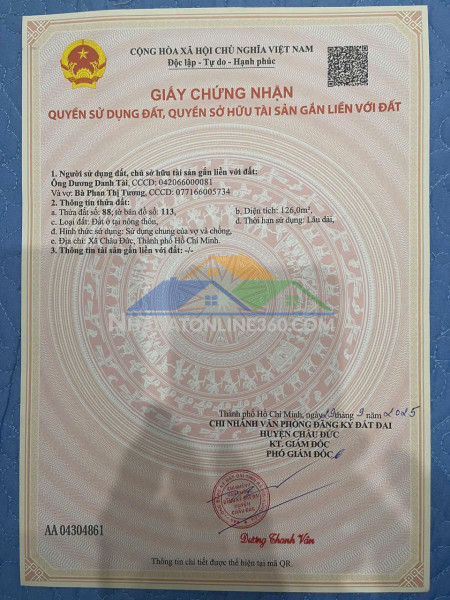 CỘNG HÒA XÃ HỘI CHỦ NGHĨA VIỆT NAM
Độc lập - Tự do - Hạnh phúc
GIẤY CHỨNG NHẬN
QUYỀN SỬ DỤNG ĐẤT, QUYỀN SỞ HỮU TÀI SẢN GẮN LIỀN VỚI ĐẤT
1. Người sử dụng đất, chủ sở hữu tài sản gắn liền với đất:
Ông Dương Danh Tài, CCCD: 042066000081
Và vợ: Bà Phan Thị Tương, CCCD: 077166005734
2. Thông tin thửa đất:
a. Thửa đất số: 88; tờ bản đồ số: 113, b. Diện tích: 126,0m²,
c. Loại đất: Đất ở tại nông thôn, d. Thời hạn sử dụng: Lâu dài,
đ. Hình thức sử dụng: Sử dụng chung của vợ và chồng,
e. Địa chỉ: Xã Châu Đức, Thành phố Hồ Chí Minh.
3. Thông tin tài sản gắn liền với đất: -/-
NHADATONLINE360.COM
Thành phố Hồ Chí Minh, ngày 19 tháng 9 năm 2025
CHI NHÁNH VĂN PHÒNG ĐĂNG KÝ ĐẤT ĐAI
HUYỆN CHÂU ĐỨC
KT. GIÁM ĐỐC
PHÓ GIÁM ĐỐC
AA 04304861
Dương Thanh Vân
Thông tin chi tiết được thể hiện tại mã QR.